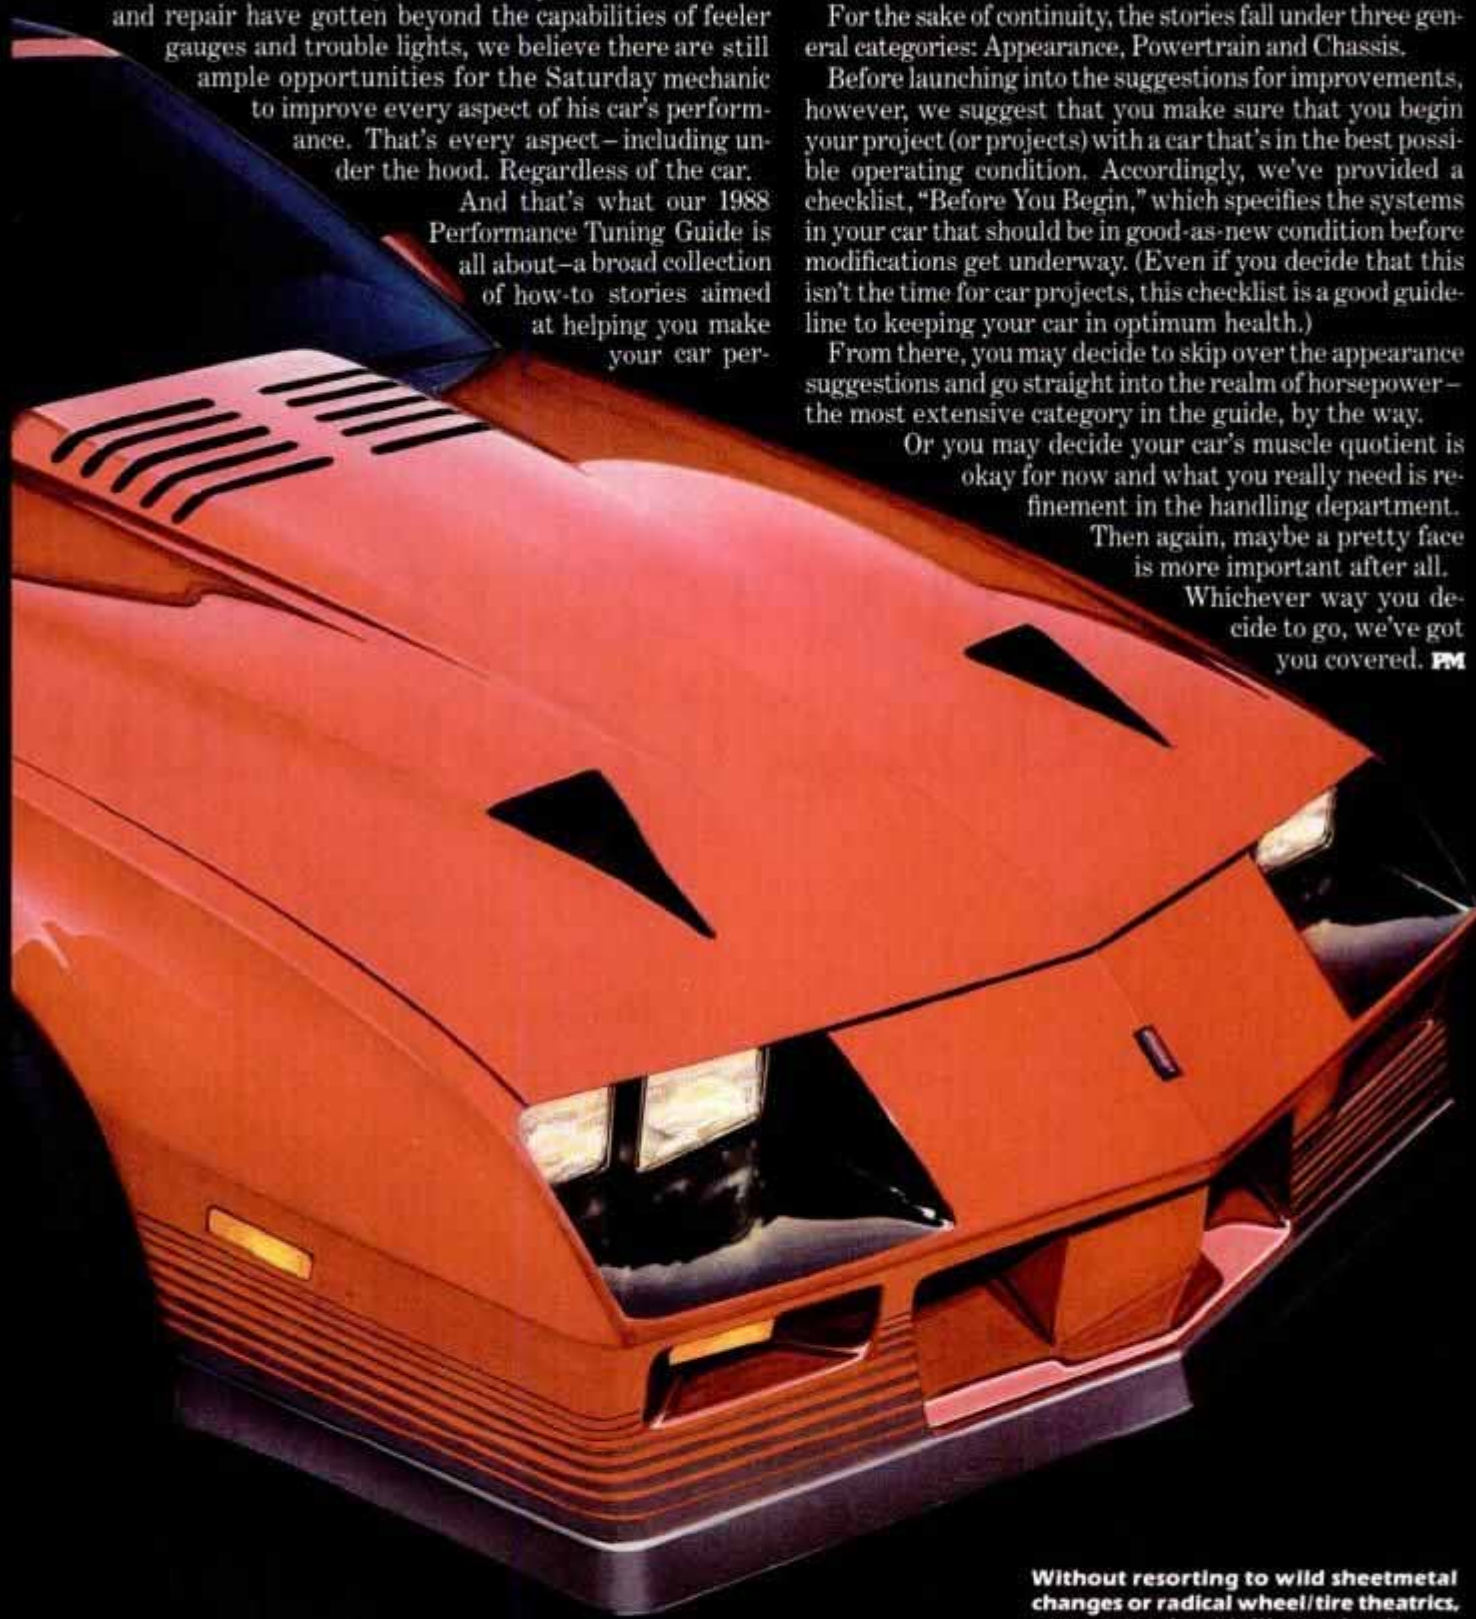 and repair have gotten beyond the capabilities of feeler
gauges and trouble lights, we believe there are still
ample opportunities for the Saturday mechanic
to improve every aspect of his car's perform-
ance. That's every aspect—including un-
der the hood. Regardless of the car.
And that's what our 1988
Performance Tuning Guide is
all about—a broad collection
of how-to stories aimed
at helping you make
your car per-
For the sake of continuity, the stories fall under three gen-
eral categories: Appearance, Powertrain and Chassis.
Before launching into the suggestions for improvements,
however, we suggest that you make sure that you begin
your project (or projects) with a car that's in the best possi-
ble operating condition. Accordingly, we've provided a
checklist, “Before You Begin,” which specifies the systems
in your car that should be in good-as-new condition before
modifications get underway. (Even if you decide that this
isn't the time for car projects, this checklist is a good guide-
line to keeping your car in optimum health.)
From there, you may decide to skip over the appearance
suggestions and go straight into the realm of horsepower—
the most extensive category in the guide, by the way.
Or you may decide your car's muscle quotient is
okay for now and what you really need is re-
finement in the handling department.
Then again, maybe a pretty face
is more important after all.
Whichever way you de-
cide to go, we've got
you covered. PM
Without resorting to wild sheetmetal
changes or radical wheel/tire theatrics,